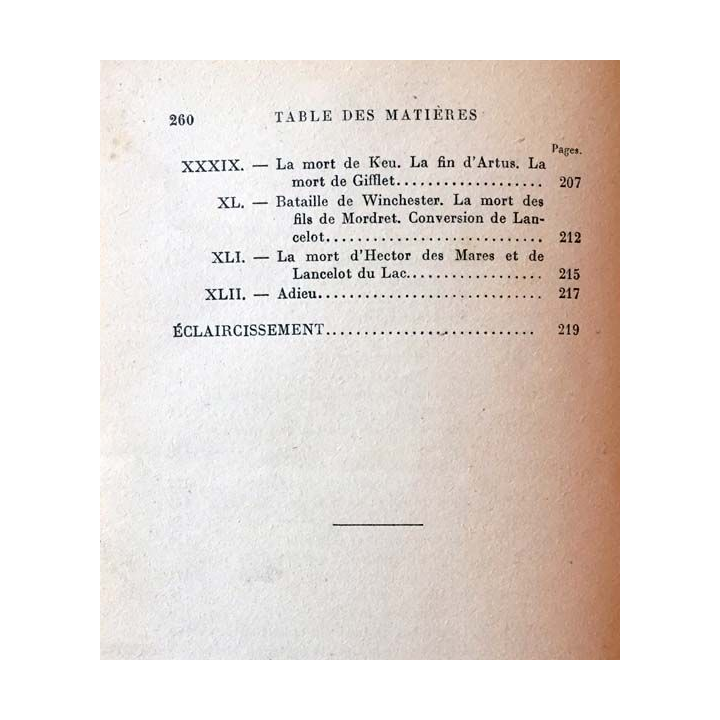 260 TABLE DES MATIÈRES
Pages.
XXXIX. — La mort de Keu. La fin d'Artus. La
mort de Gifflet................... 207
XL. — Bataille de Winchester. La mort des
fils de Mordret. Conversion de Lan-
celot............................ 212
XLI. — La mort d'Hector des Mares et de
Lancelot du Lac.................. 215
XLII. — Adieu............................. 217
ÉCLAIRCISSEMENT........................... 219